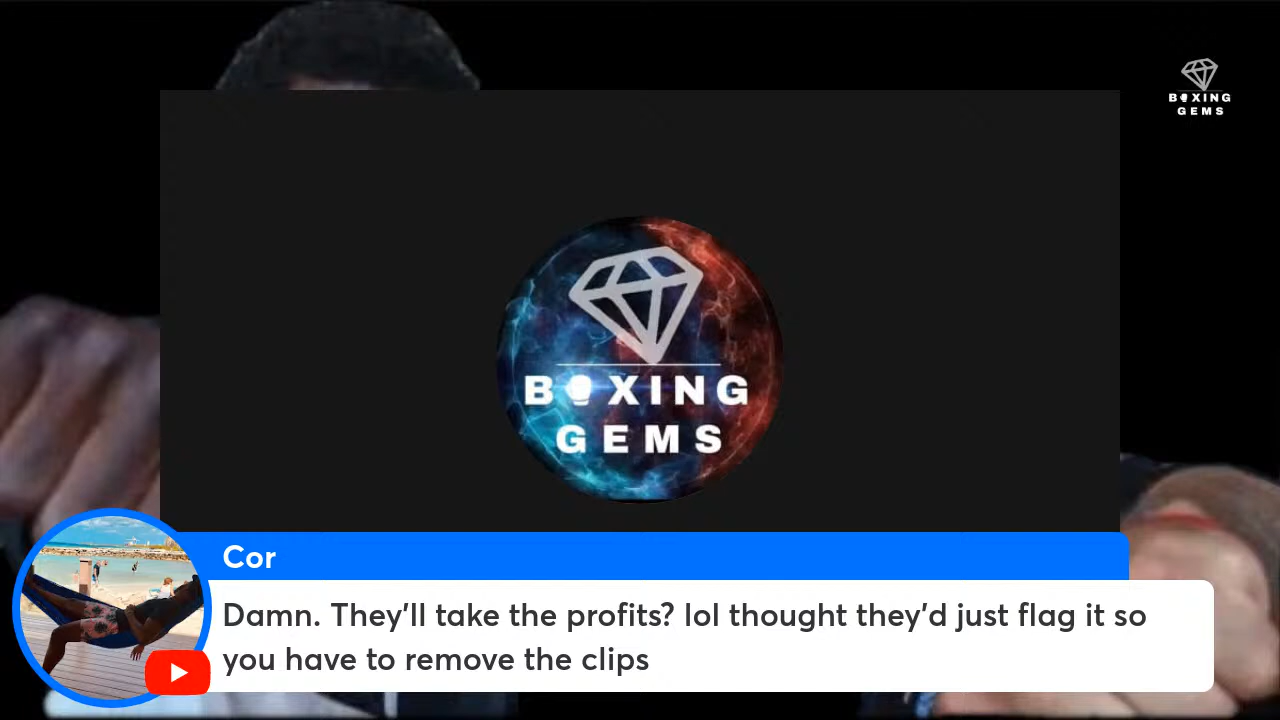 BOXING
GEMS
BOXING
GEMS
Cor
Damn. They’ll take the profits? lol thought they’d just flag it so
you have to remove the clips